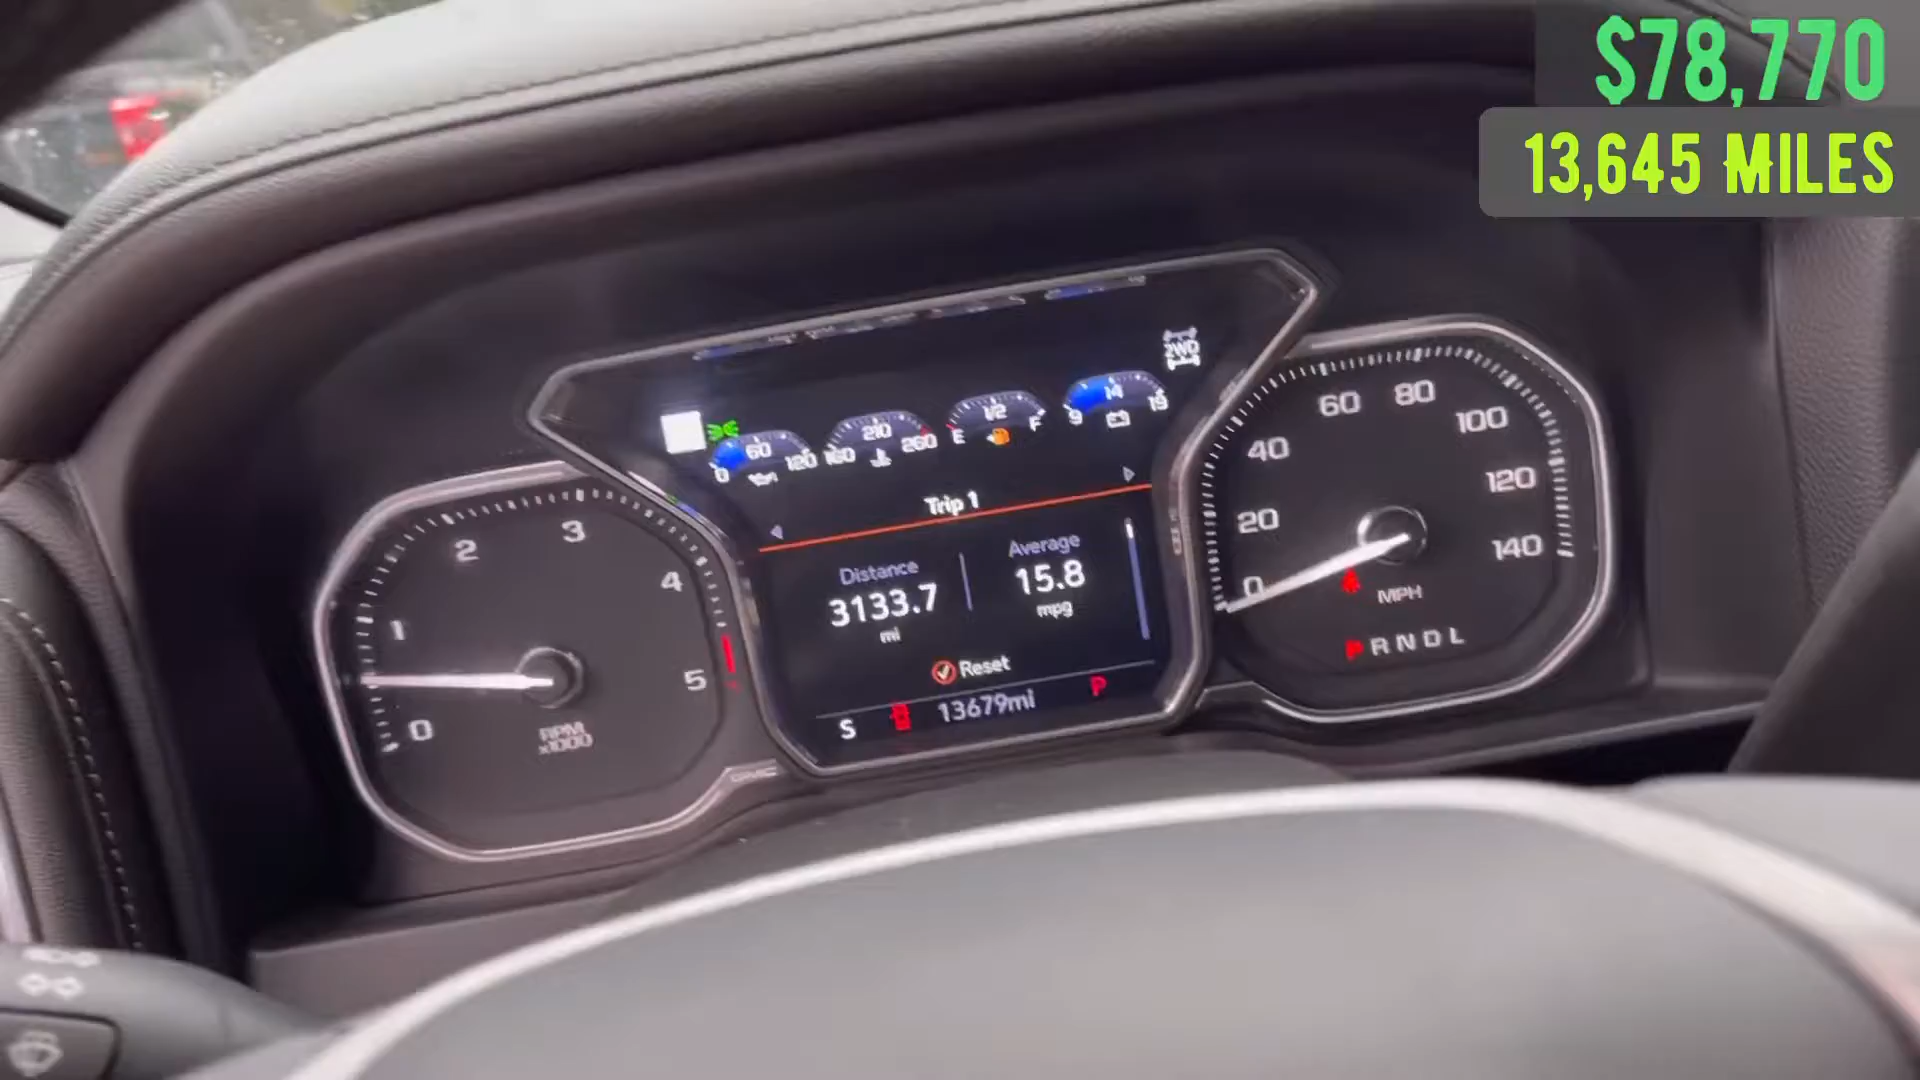 $78,770
13,645 MILES
2WD
0 60 120
160 210 260
E 1/2 F
9 14 19
Trip 1
Distance
3133.7
mi
Average
15.8
mpg
Reset
S 13679mi P
0 1 2 3 4 5
RPM
x1000
GMC
0 20 40 60 80 100 120 140
MPH
P R N D L